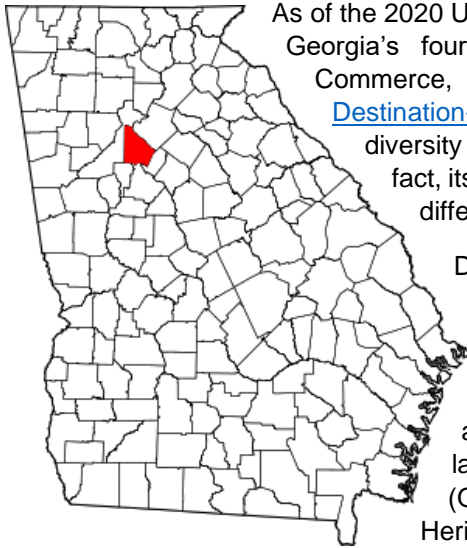 As of the 2020 U
Georgia's four
Commerce,
Destination-
diversity
fact, its
diffe
D
a
la
(C
Heri